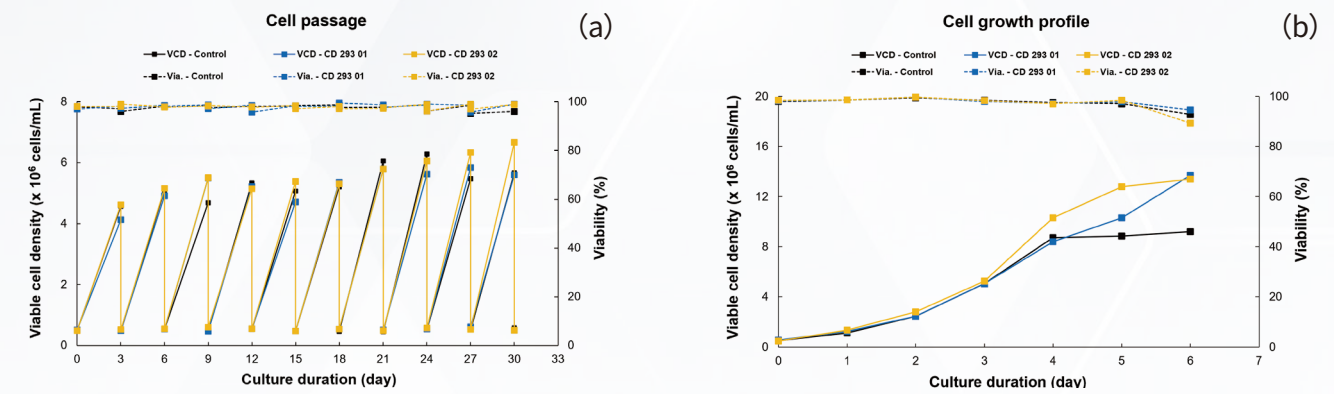 Cell passage
(a)
VCD - Control
VCD - CD 293 01
VCD - CD 293 02
Via. - Control
Via. - CD 293 01
Via. - CD 293 02
Viable cell density (x 10⁶ cells/mL)
8
6
4
2
0
100
80
60
40
20
0
Viability (%)
0 3 6 9 12 15 18 21 24 27 30 33
Culture duration (day)
Cell growth profile
(b)
VCD - Control
VCD - CD 293 01
VCD - CD 293 02
Via. - Control
Via. - CD 293 01
Via. - CD 293 02
Viable cell density (x 10⁶ cells/mL)
20
16
12
8
4
0
100
80
60
40
20
0
Viability (%)
0 1 2 3 4 5 6 7
Culture duration (day)